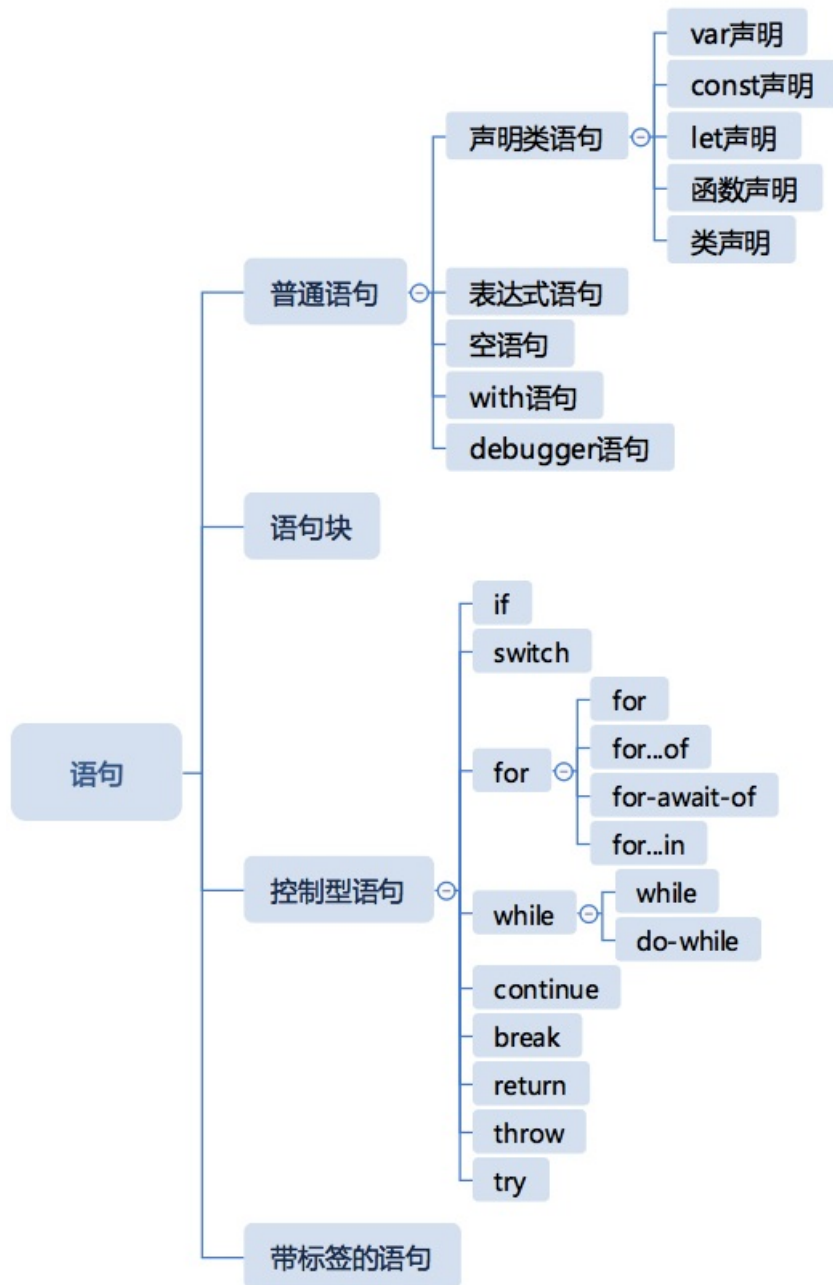 语句
普通语句
声明类语句
var声明
const声明
let声明
函数声明
类声明
表达式语句
空语句
with语句
debugger语句
语句块
控制型语句
if
switch
for
for
for...of
for-await-of
for...in
while
while
do-while
continue
break
return
throw
try
带标签的语句